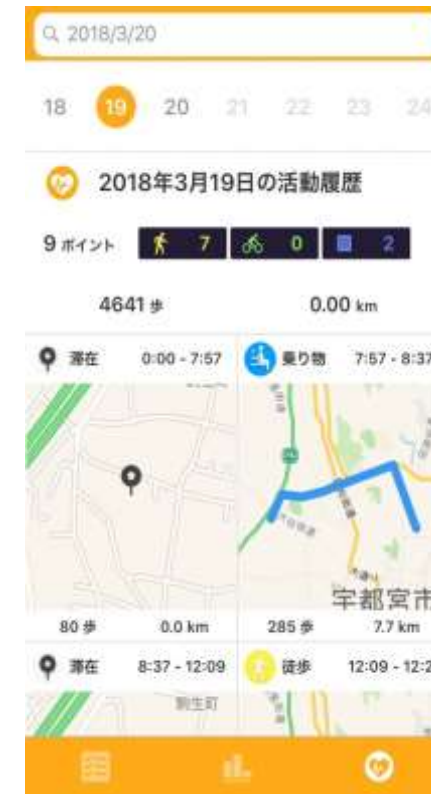 2018/3/20
18 19 20 21 22 23 24
2018年3月19日の活動履歴
9 ポイント 7 0 2
4641 歩 0.00 km
滞在 0:00 - 7:57 乗り物 7:57 - 8:37
宇都宮市
80 歩 0.0 km 285 歩 7.7 km
滞在 8:37 - 12:09 徒歩 12:09 - 12:2
駒生町